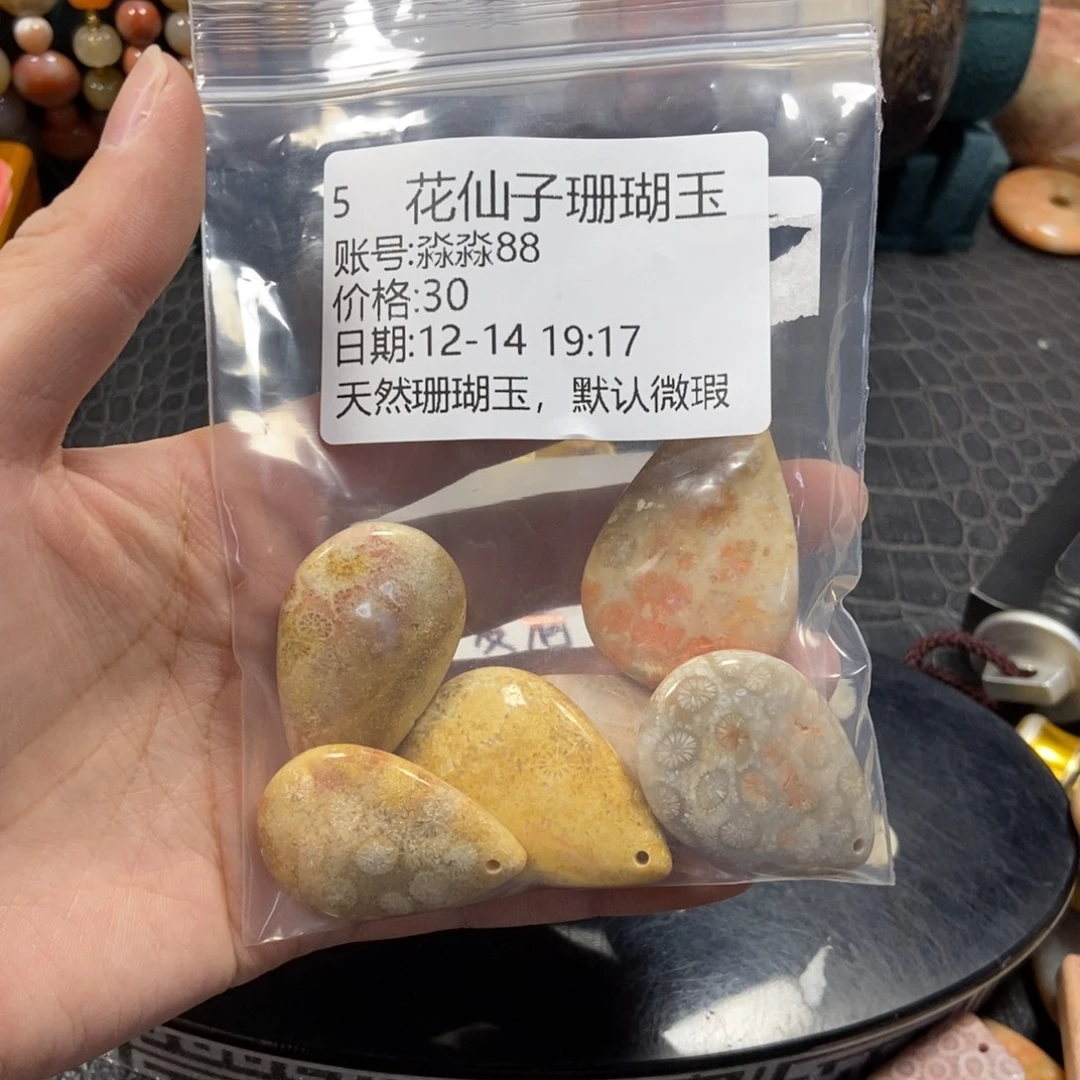 5 花仙子珊瑚玉
账号:淼淼88
价格:30
日期:12-14 19:17
天然珊瑚玉，默认微瑕